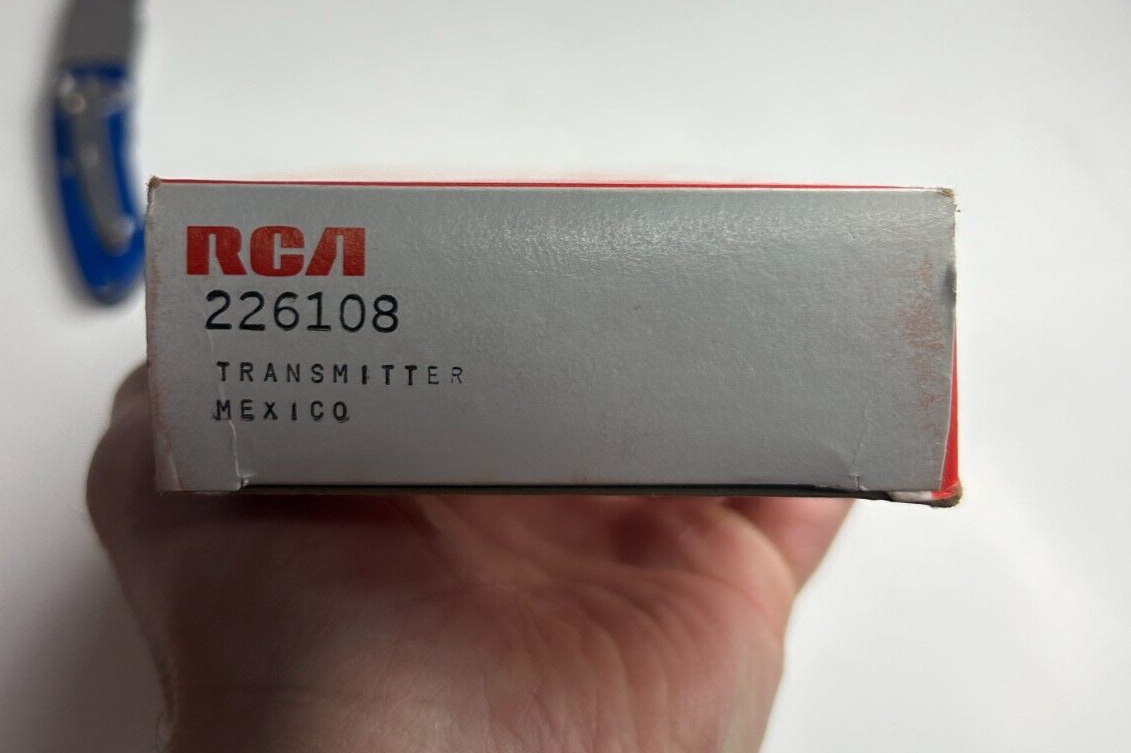 RCA
226108
TRANSMITTER
MEXICO